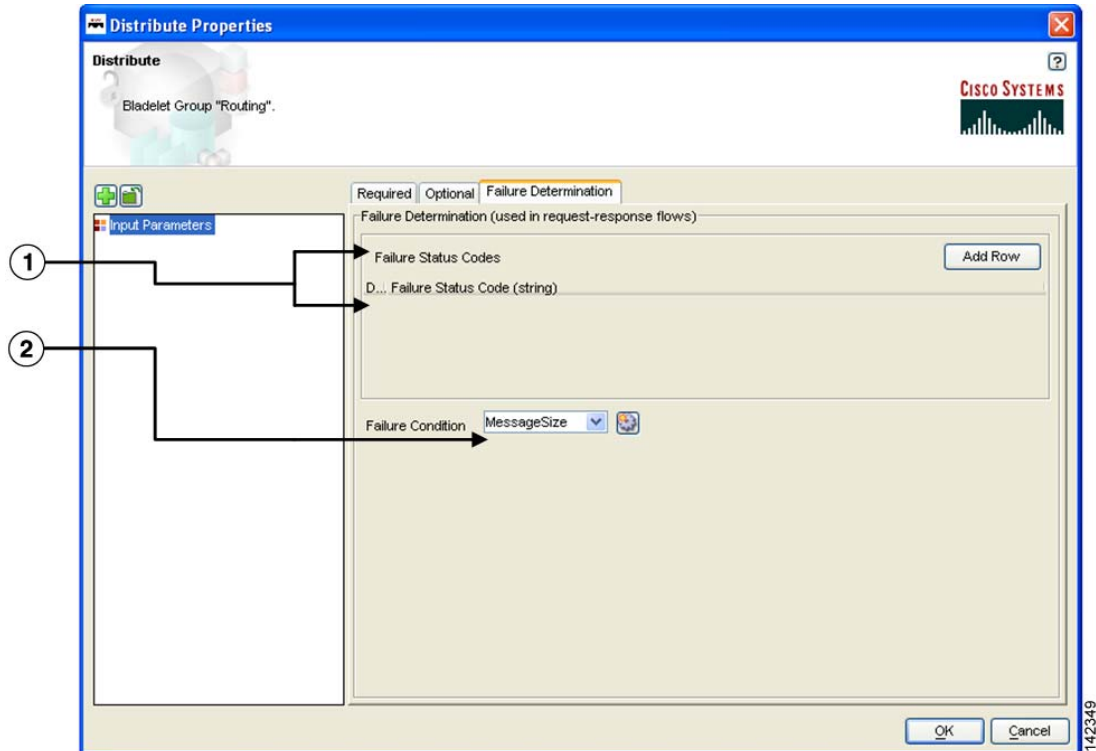 Distribute Properties
Distribute
?
Bladelet Group "Routing".
CISCO SYSTEMS
Required Optional Failure Determination
Input Parameters
Failure Determination (used in request-response flows)
1
Failure Status Codes
Add Row
D... Failure Status Code (string)
2
Failure Condition
MessageSize
OK
Cancel
142349